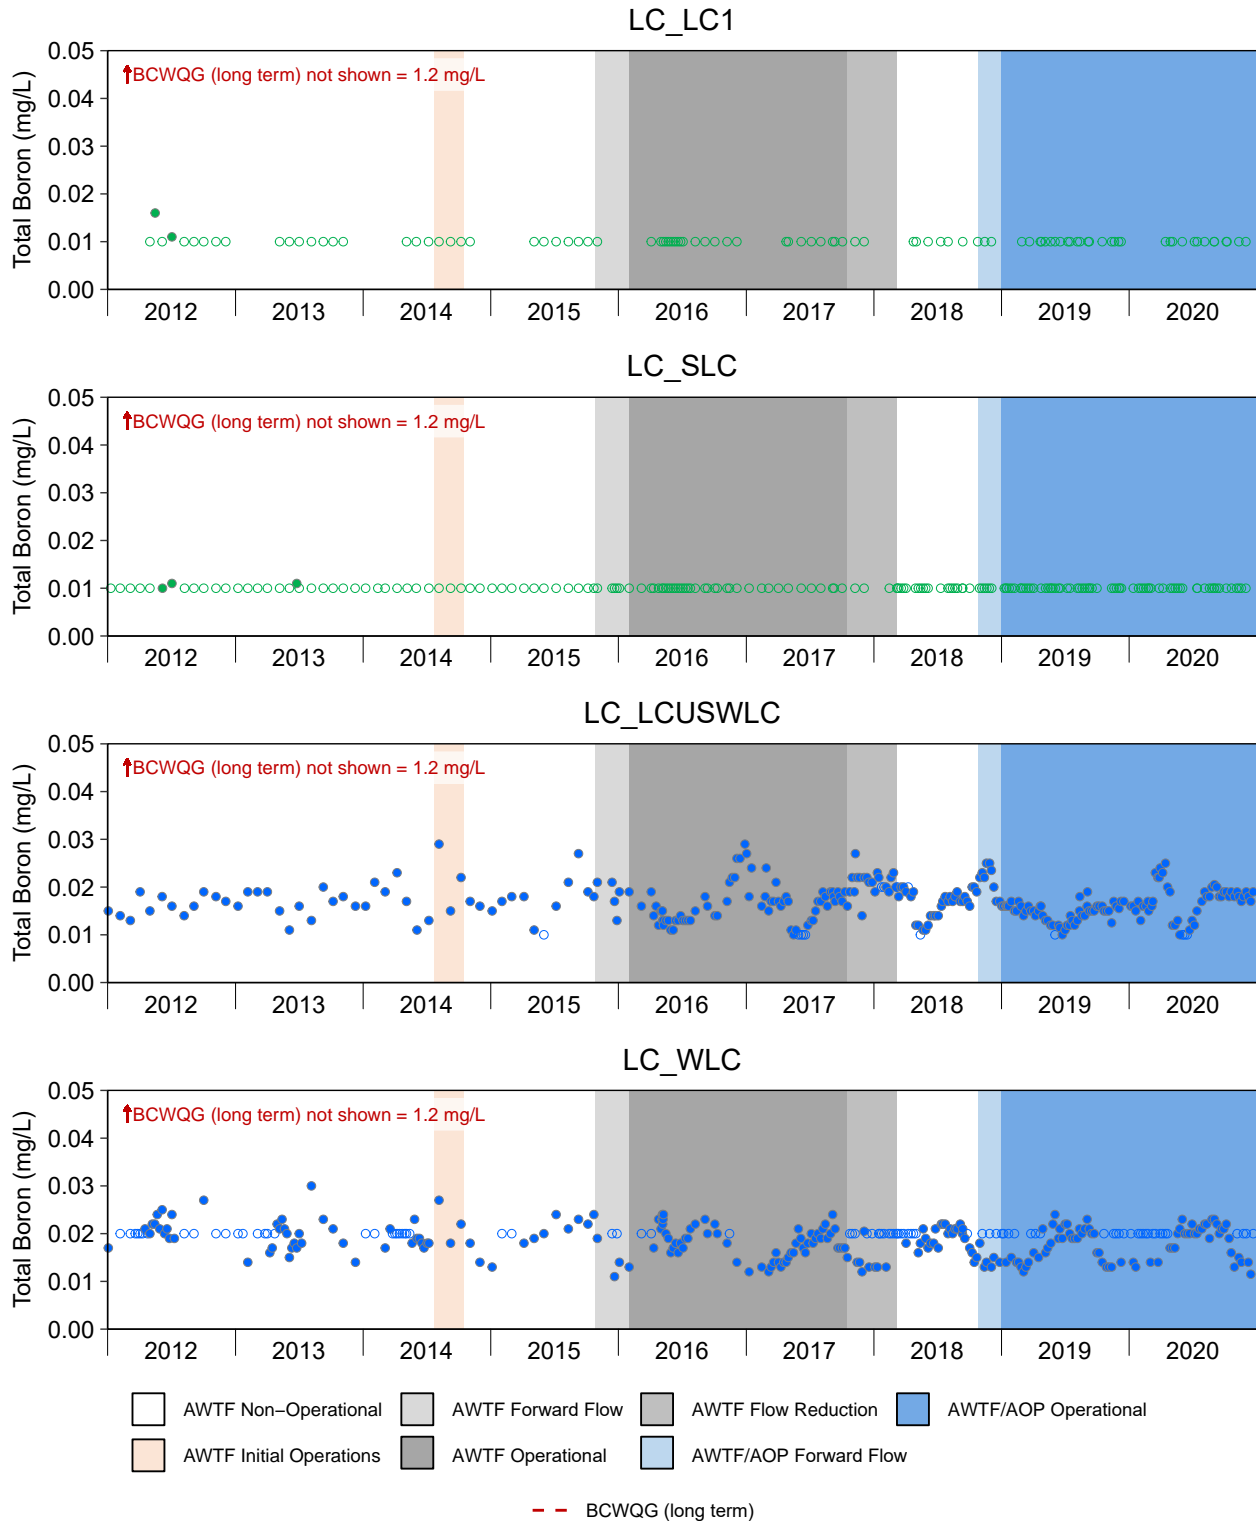 LC_LC1
Total Boron (mg/L)
0.05
0.04
0.03
0.02
0.01
0.00
BCWQG (long term) not shown = 1.2 mg/L
2012 2013 2014 2015 2016 2017 2018 2019 2020
LC_SLC
Total Boron (mg/L)
0.05
0.04
0.03
0.02
0.01
0.00
BCWQG (long term) not shown = 1.2 mg/L
2012 2013 2014 2015 2016 2017 2018 2019 2020
LC_LCUSWLC
Total Boron (mg/L)
0.05
0.04
0.03
0.02
0.01
0.00
BCWQG (long term) not shown = 1.2 mg/L
2012 2013 2014 2015 2016 2017 2018 2019 2020
LC_WLC
Total Boron (mg/L)
0.05
0.04
0.03
0.02
0.01
0.00
BCWQG (long term) not shown = 1.2 mg/L
2012 2013 2014 2015 2016 2017 2018 2019 2020
AWTF Non−Operational AWTF Forward Flow AWTF Flow Reduction AWTF/AOP Operational
AWTF Initial Operations AWTF Operational AWTF/AOP Forward Flow
BCWQG (long term)